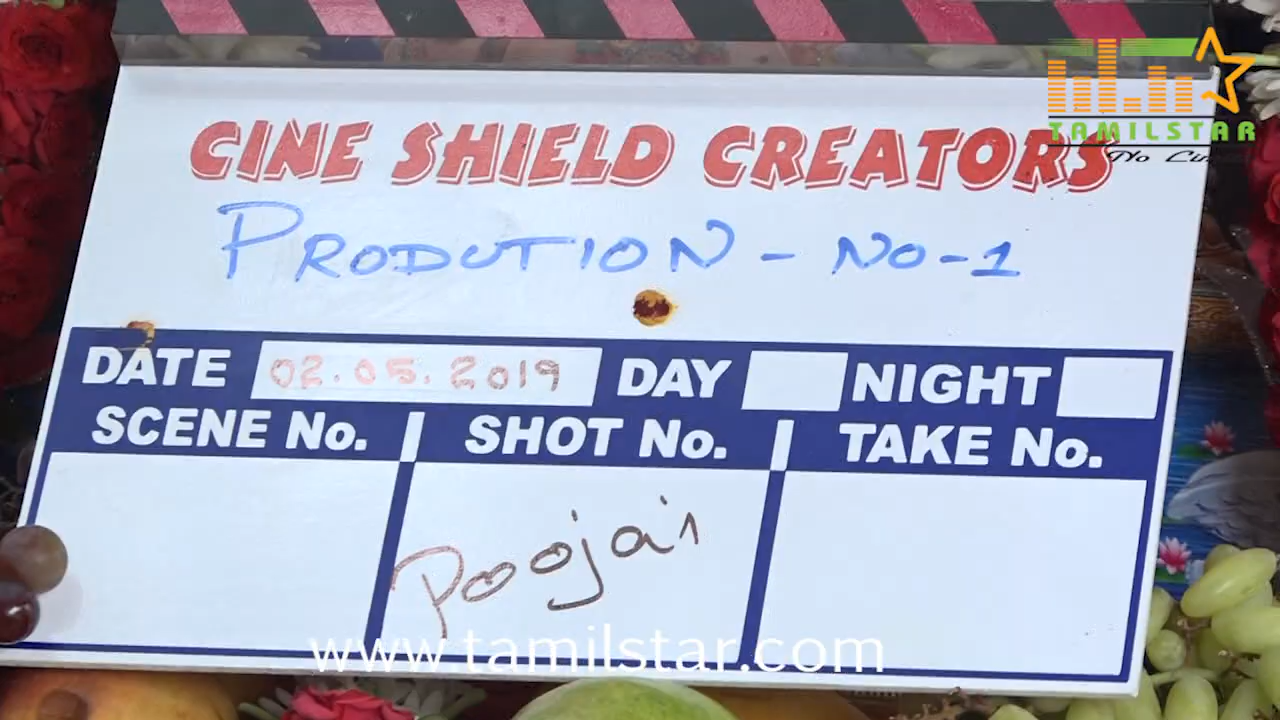 TAMILSTAR
CINE SHIELD CREATORS
PRODUTION - NO-1
DATE 02.05.2019 DAY NIGHT
SCENE No. SHOT No. TAKE No.
Poojai
www.tamilstar.com